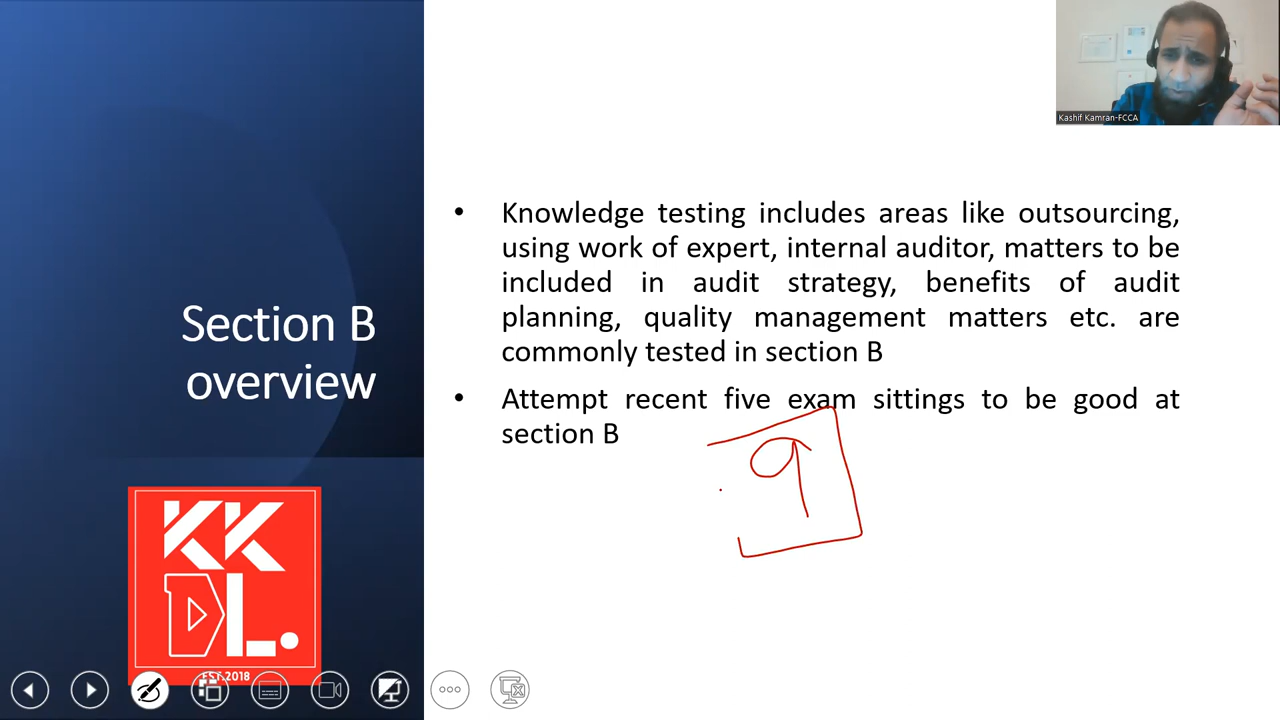 Kashif Kamran-FCCA
Section B
overview
• Knowledge testing includes areas like outsourcing,
using work of expert, internal auditor, matters to be
included in audit strategy, benefits of audit
planning, quality management matters etc. are
commonly tested in section B
• Attempt recent five exam sittings to be good at
section B
9
KK
DL.
EST.2018